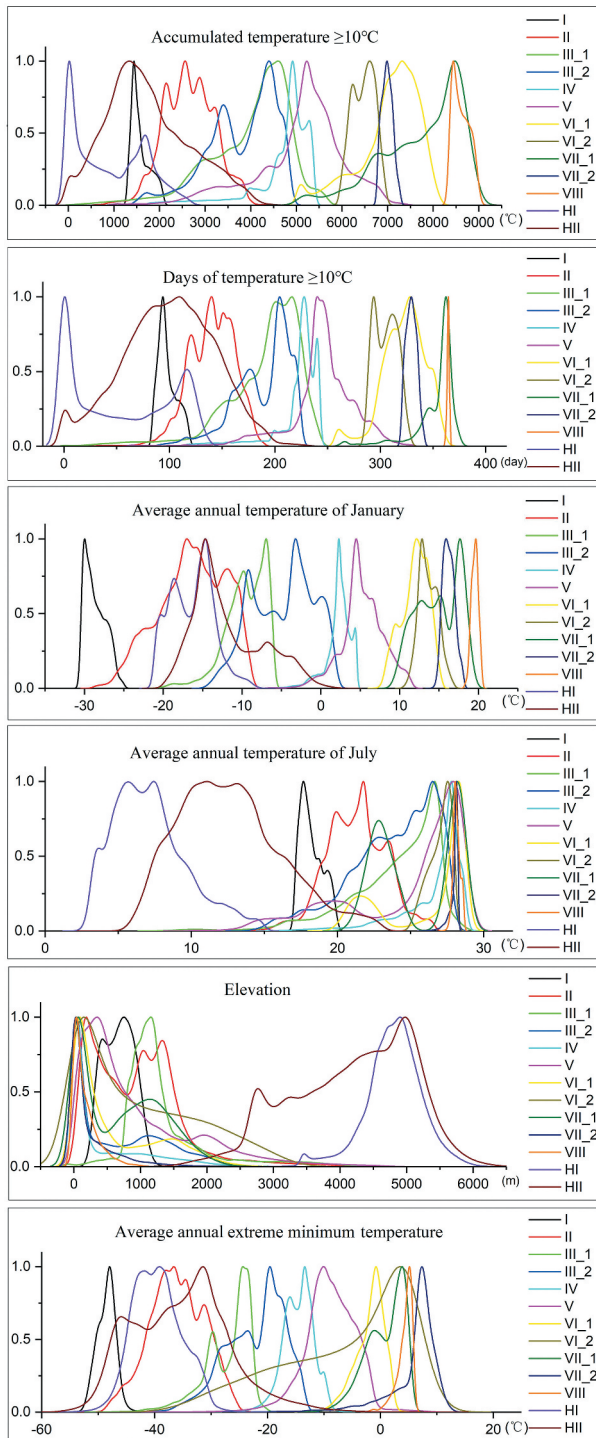 Accumulated temperature ≥10℃
I
II
III_1
III_2
IV
V
VI_1
VI_2
VII_1
VII_2
VIII
HI
HII
1.0
0.5
0.0
0 1000 2000 3000 4000 5000 6000 7000 8000 9000 (℃)
Days of temperature ≥10℃
I
II
III_1
III_2
IV
V
VI_1
VI_2
VII_1
VII_2
VIII
HI
HII
1.0
0.5
0.0
0 100 200 300 400 (day)
Average annual temperature of January
I
II
III_1
III_2
IV
V
VI_1
VI_2
VII_1
VII_2
VIII
HI
HII
1.0
0.5
0.0
-30 -20 -10 0 10 20 (℃)
Average annual temperature of July
I
II
III_1
III_2
IV
V
VI_1
VI_2
VII_1
VII_2
VIII
HI
HII
1.0
0.5
0.0
0 10 20 30 (℃)
Elevation
I
II
III_1
III_2
IV
V
VI_1
VI_2
VII_1
VII_2
VIII
HI
HII
1.0
0.5
0.0
0 1000 2000 3000 4000 5000 6000 (m)
Average annual extreme minimum temperature
I
II
III_1
III_2
IV
V
VI_1
VI_2
VII_1
VII_2
VIII
HI
HII
1.0
0.5
0.0
-60 -40 -20 0 20 (℃)